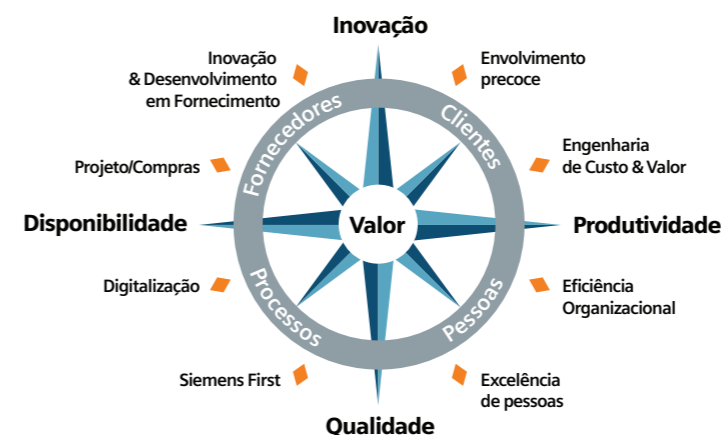 Inovação
Inovação
& Desenvolvimento
em Fornecimento
Envolvimento
precoce
Fornecedores
Clientes
Projeto/Compras
Engenharia
de Custo & Valor
Disponibilidade
Valor
Produtividade
Digitalização
Eficiência
Organizacional
Processos
Pessoas
Siemens First
Excelência
de pessoas
Qualidade